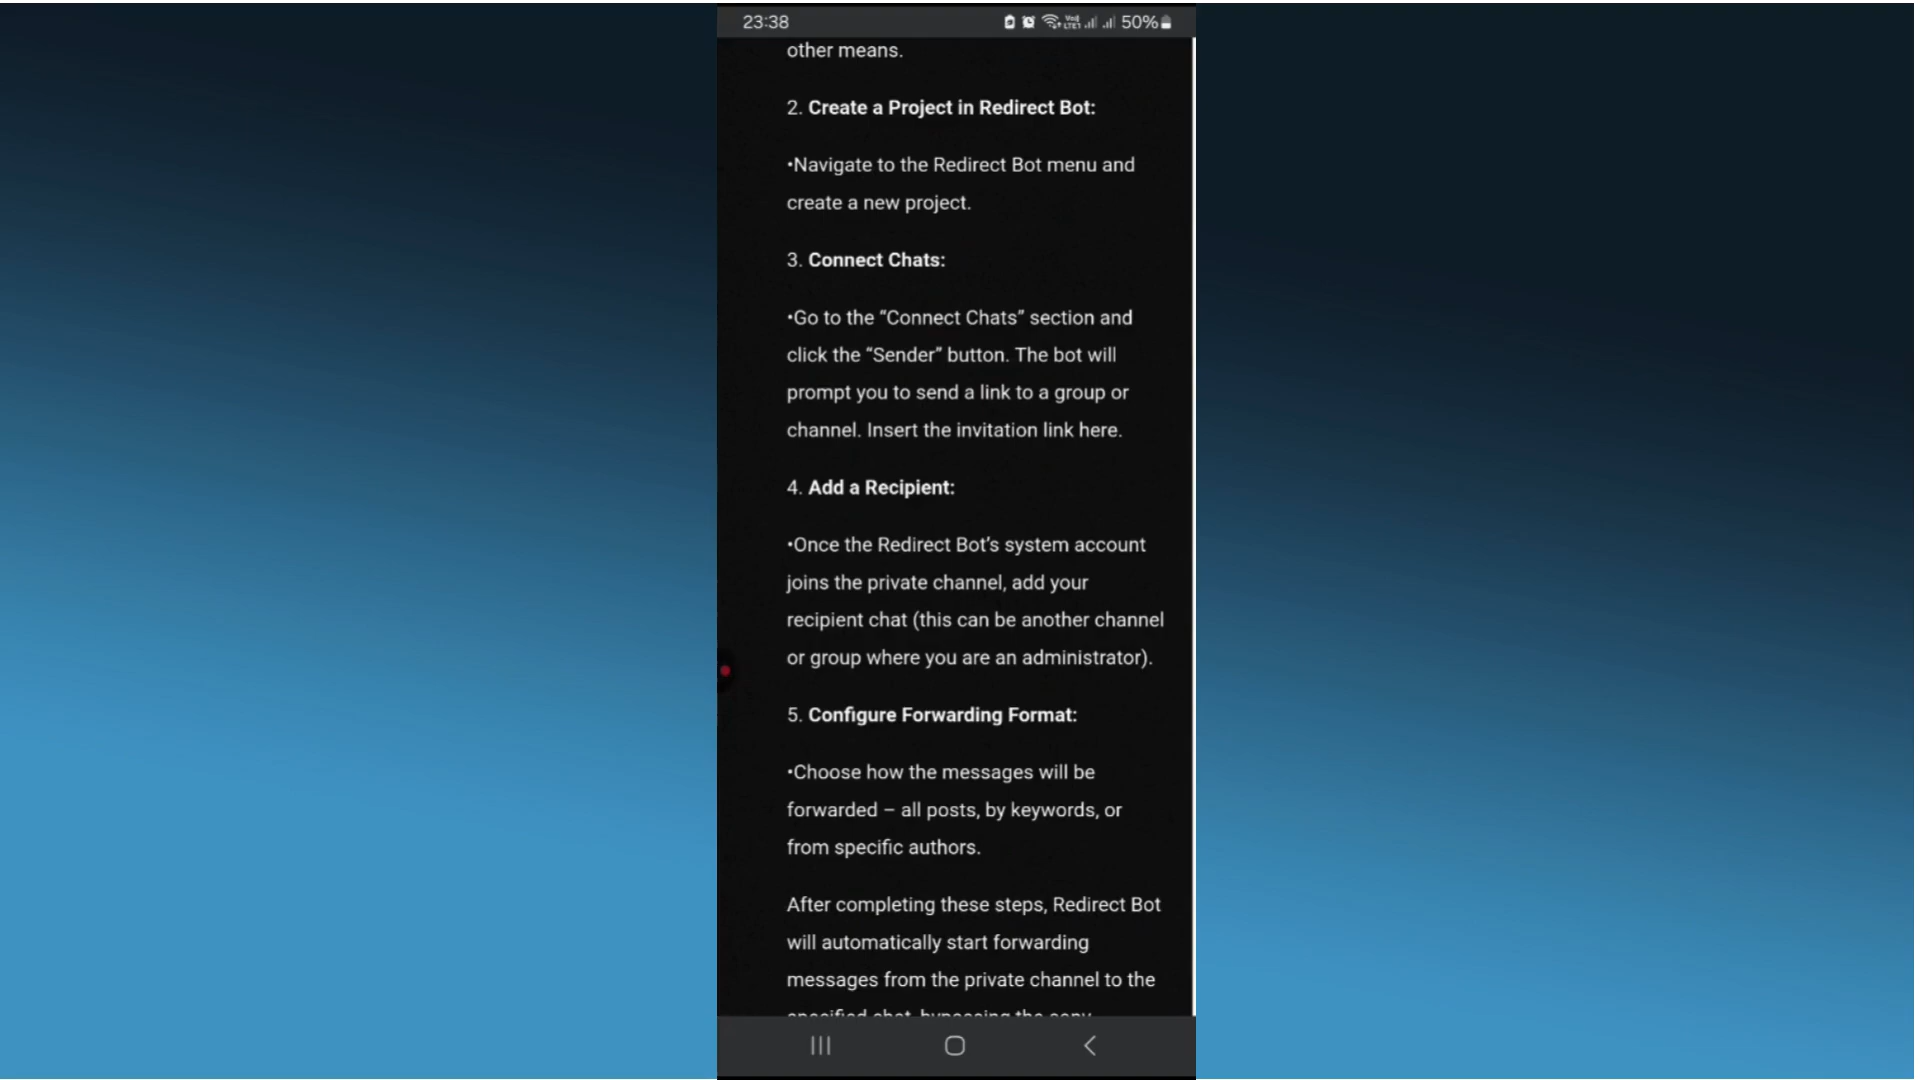 23:38
50%
other means.
2. Create a Project in Redirect Bot:
•Navigate to the Redirect Bot menu and
create a new project.
3. Connect Chats:
•Go to the “Connect Chats” section and
click the “Sender” button. The bot will
prompt you to send a link to a group or
channel. Insert the invitation link here.
4. Add a Recipient:
•Once the Redirect Bot’s system account
joins the private channel, add your
recipient chat (this can be another channel
or group where you are an administrator).
5. Configure Forwarding Format:
•Choose how the messages will be
forwarded – all posts, by keywords, or
from specific authors.
After completing these steps, Redirect Bot
will automatically start forwarding
messages from the private channel to the
specified chat, bypassing the copy